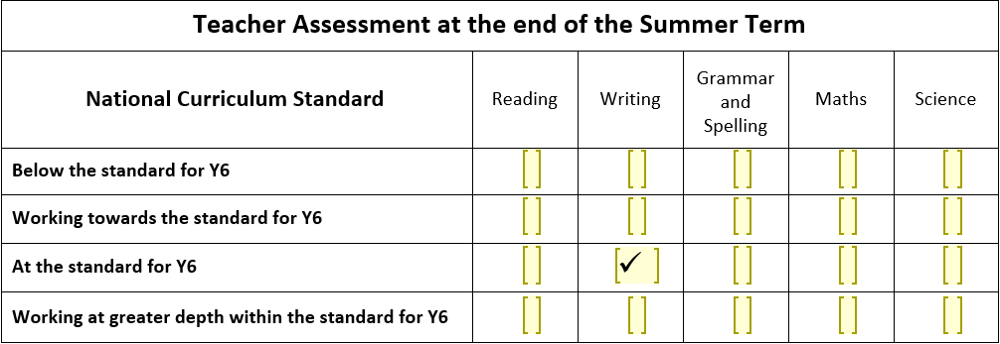 Teacher Assessment at the end of the Summer Term
National Curriculum Standard Reading Writing Grammar and Spelling Maths Science
Below the standard for Y6 [ ] [ ] [ ] [ ] [ ]
Working towards the standard for Y6 [ ] [ ] [ ] [ ] [ ]
At the standard for Y6 [ ] [✓] [ ] [ ] [ ]
Working at greater depth within the standard for Y6 [ ] [ ] [ ] [ ] [ ]